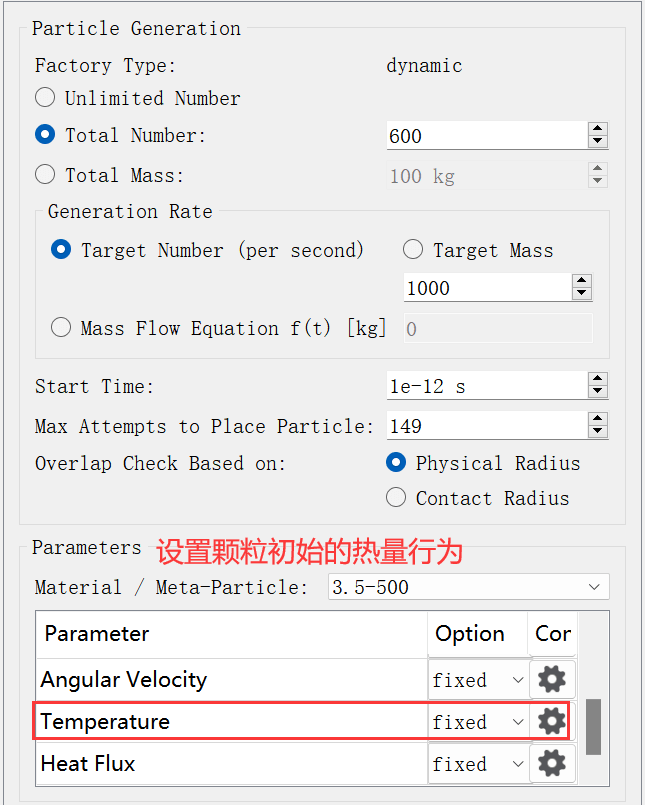 Particle Generation
Factory Type: dynamic
Unlimited Number
Total Number: 600
Total Mass: 100 kg
Generation Rate
Target Number (per second) Target Mass
1000
Mass Flow Equation f(t) [kg] 0
Start Time: 1e-12 s
Max Attempts to Place Particle: 149
Overlap Check Based on: Physical Radius
Contact Radius
Parameters 设置颗粒初始的热量行为
Material / Meta-Particle: 3.5-500
Parameter Option Cor
Angular Velocity fixed
Temperature fixed
Heat Flux fixed